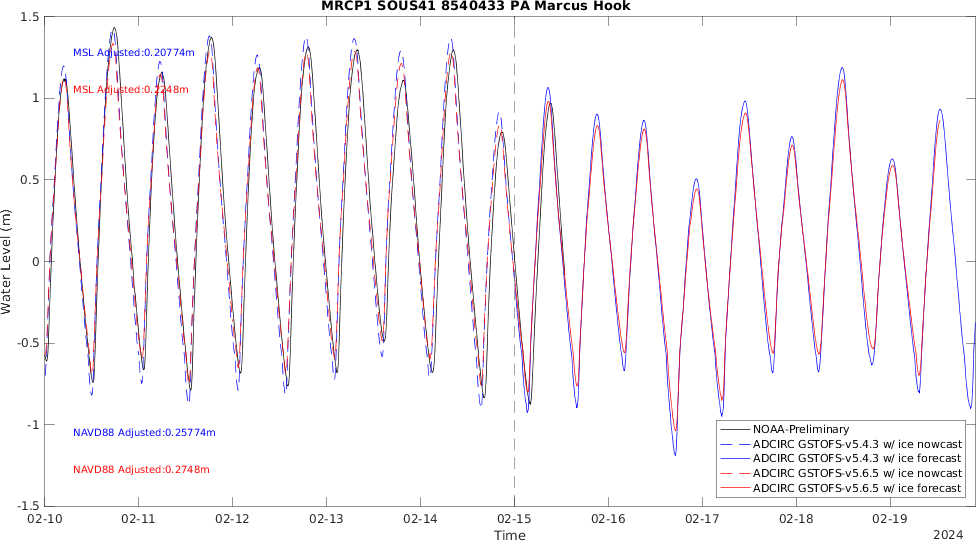 MRCP1 SOUS41 8540433 PA Marcus Hook
1.5
1
0.5
0
-0.5
-1
-1.5
Water Level (m)
MSL Adjusted:0.20774m
MSL Adjusted:0.2248m
NAVD88 Adjusted:0.25774m
NAVD88 Adjusted:0.2748m
NOAA-Preliminary
ADCIRC GSTOFS-v5.4.3 w/ ice nowcast
ADCIRC GSTOFS-v5.4.3 w/ ice forecast
ADCIRC GSTOFS-v5.6.5 w/ ice nowcast
ADCIRC GSTOFS-v5.6.5 w/ ice forecast
02-10 02-11 02-12 02-13 02-14 02-15 02-16 02-17 02-18 02-19
Time
2024